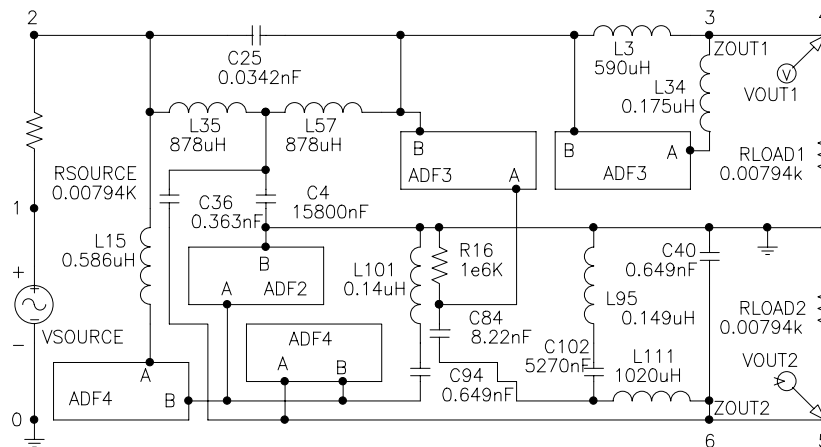 2
3
4
C25
0.0342nF
L3
590uH
ZOUT1
L34
0.175uH
V
VOUT1
L35
878uH
L57
878uH
B
ADF3
A
B
A
ADF3
RLOAD1
0.00794k
RSOURCE
0.00794K
C36
0.363nF
C4
15800nF
1
L15
0.586uH
B
A
ADF2
L101
0.14uH
R16
1e6K
C40
0.649nF
L95
0.149uH
RLOAD2
0.00794k
+
+
-
-
VSOURCE
ADF4
A
B
C84
8.22nF
C102
5270nF
L111
1020uH
VOUT2
V
A
ADF4
B
C94
0.649nF
ZOUT2
0
6
5